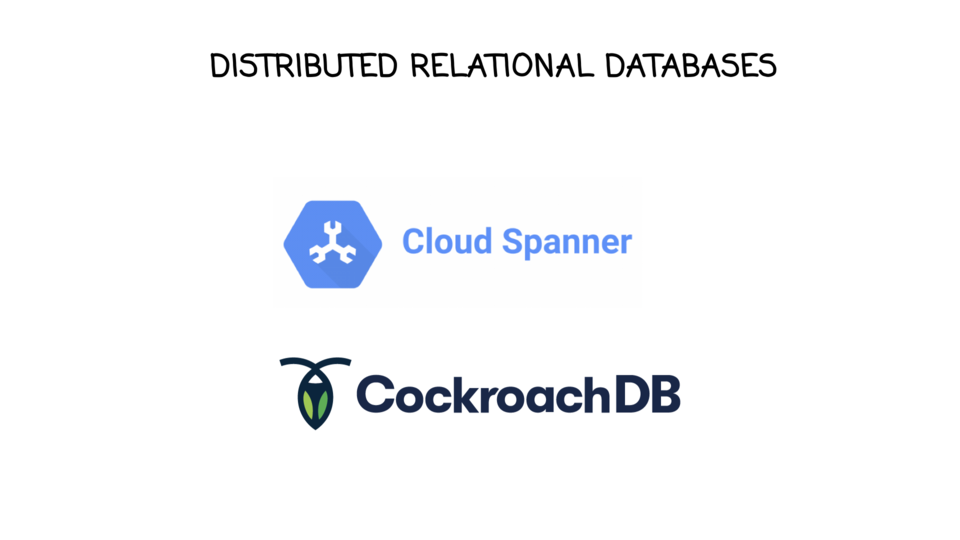 DISTRIBUTED RELATIONAL DATABASES
Cloud Spanner
CockroachDB